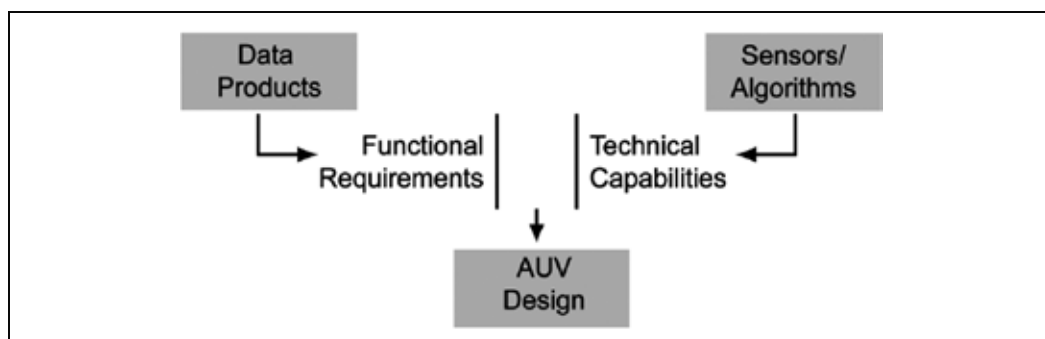 Data
Products
Sensors/
Algorithms
Functional
Requirements
Technical
Capabilities
AUV
Design